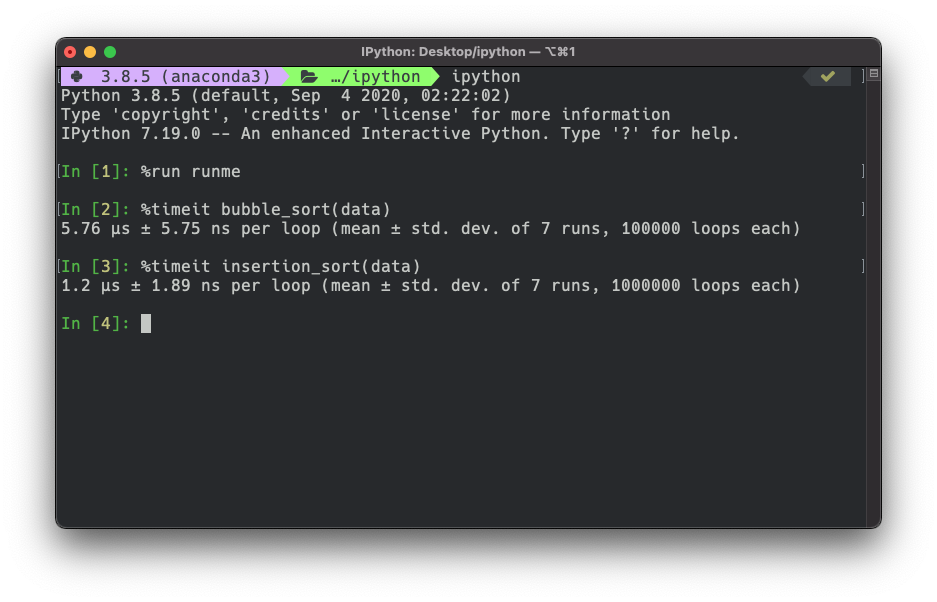 IPython: Desktop/ipython — ⌥⌘1
3.8.5 (anaconda3) …/ipython ipython
Python 3.8.5 (default, Sep  4 2020, 02:22:02)
Type 'copyright', 'credits' or 'license' for more information
IPython 7.19.0 -- An enhanced Interactive Python. Type '?' for help.
In [1]: %run runme
In [2]: %timeit bubble_sort(data)
5.76 µs ± 5.75 ns per loop (mean ± std. dev. of 7 runs, 100000 loops each)
In [3]: %timeit insertion_sort(data)
1.2 µs ± 1.89 ns per loop (mean ± std. dev. of 7 runs, 1000000 loops each)
In [4]: